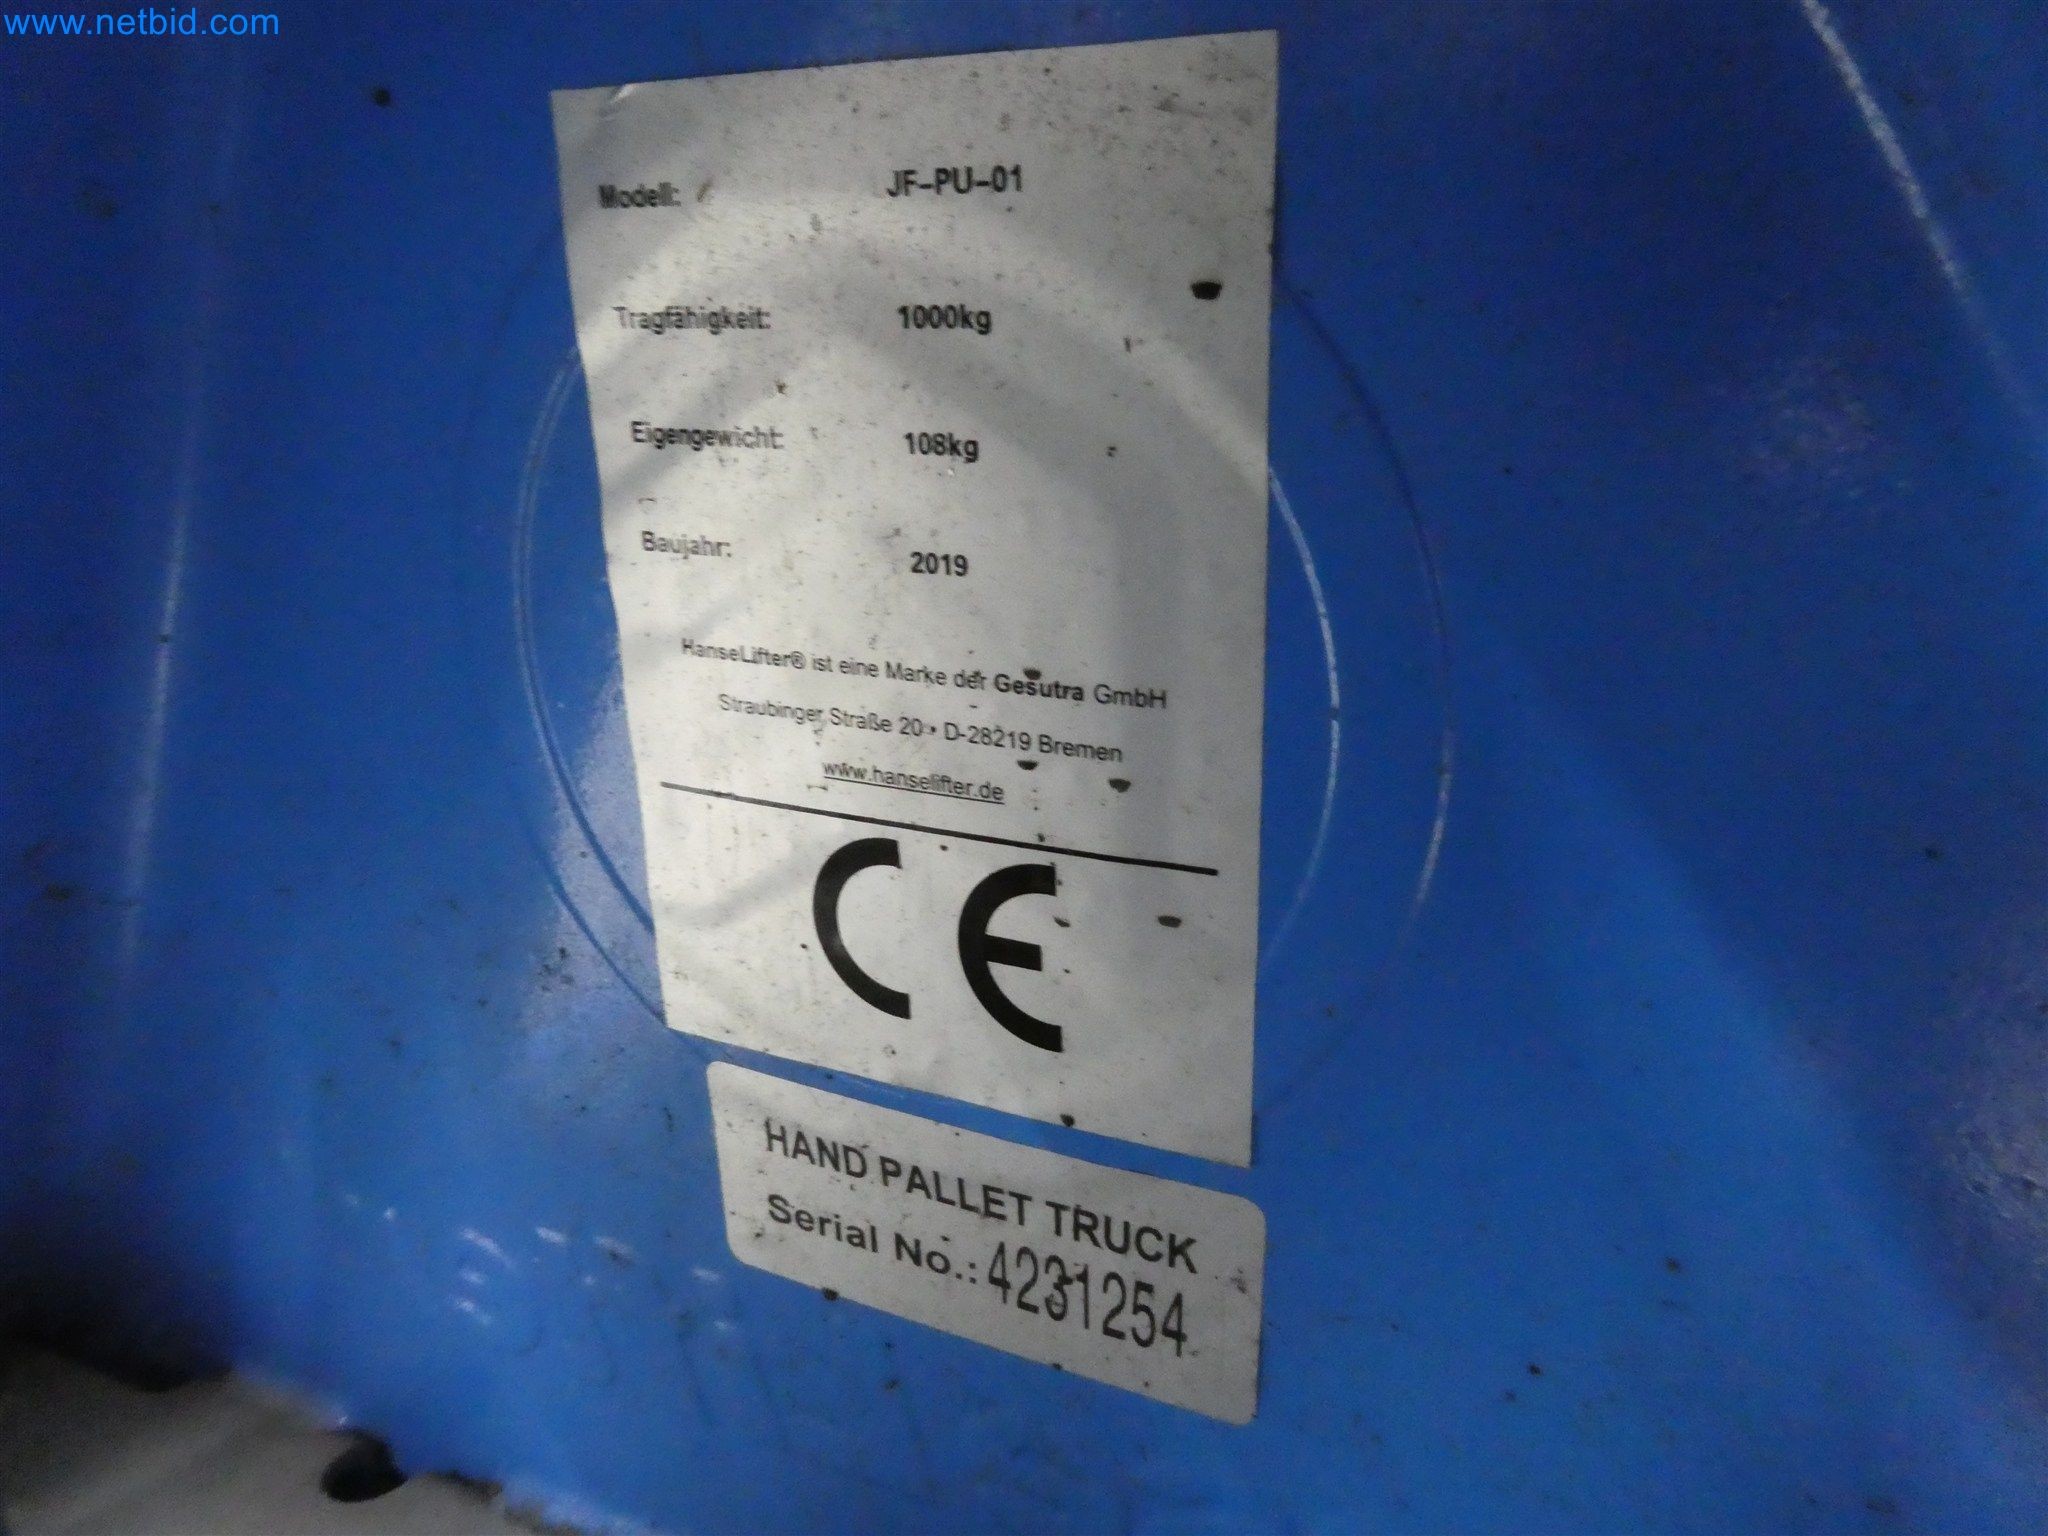 www.netbid.com
Modell: JF-PU-01
Tragfähigkeit: 1000kg
Eigengewicht: 108kg
Baujahr: 2019
HanseLifter® ist eine Marke der Gesutra GmbH
Straubinger Straße 20 • D-28219 Bremen
www.hanselifter.de
CE
HAND PALLET TRUCK
Serial No.: 4231254